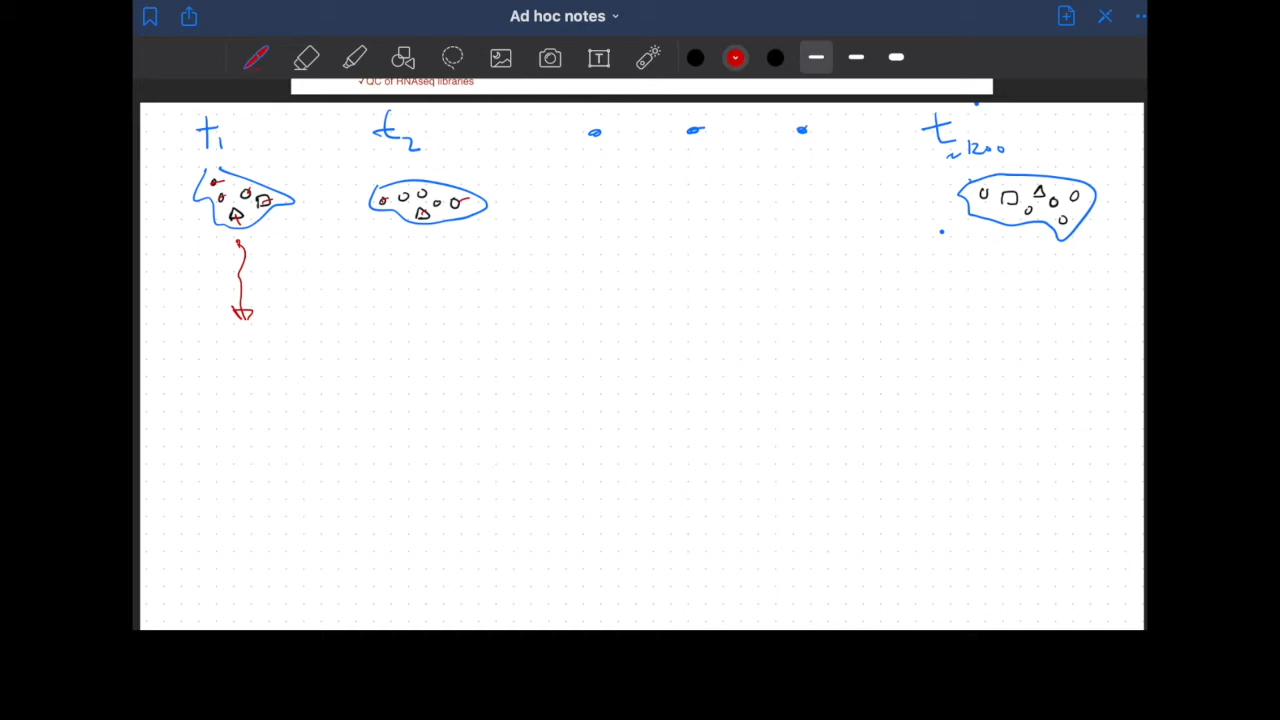 Ad hoc notes
T
✓QC of RNAseq libraries
t1 t2 . . . t~1200